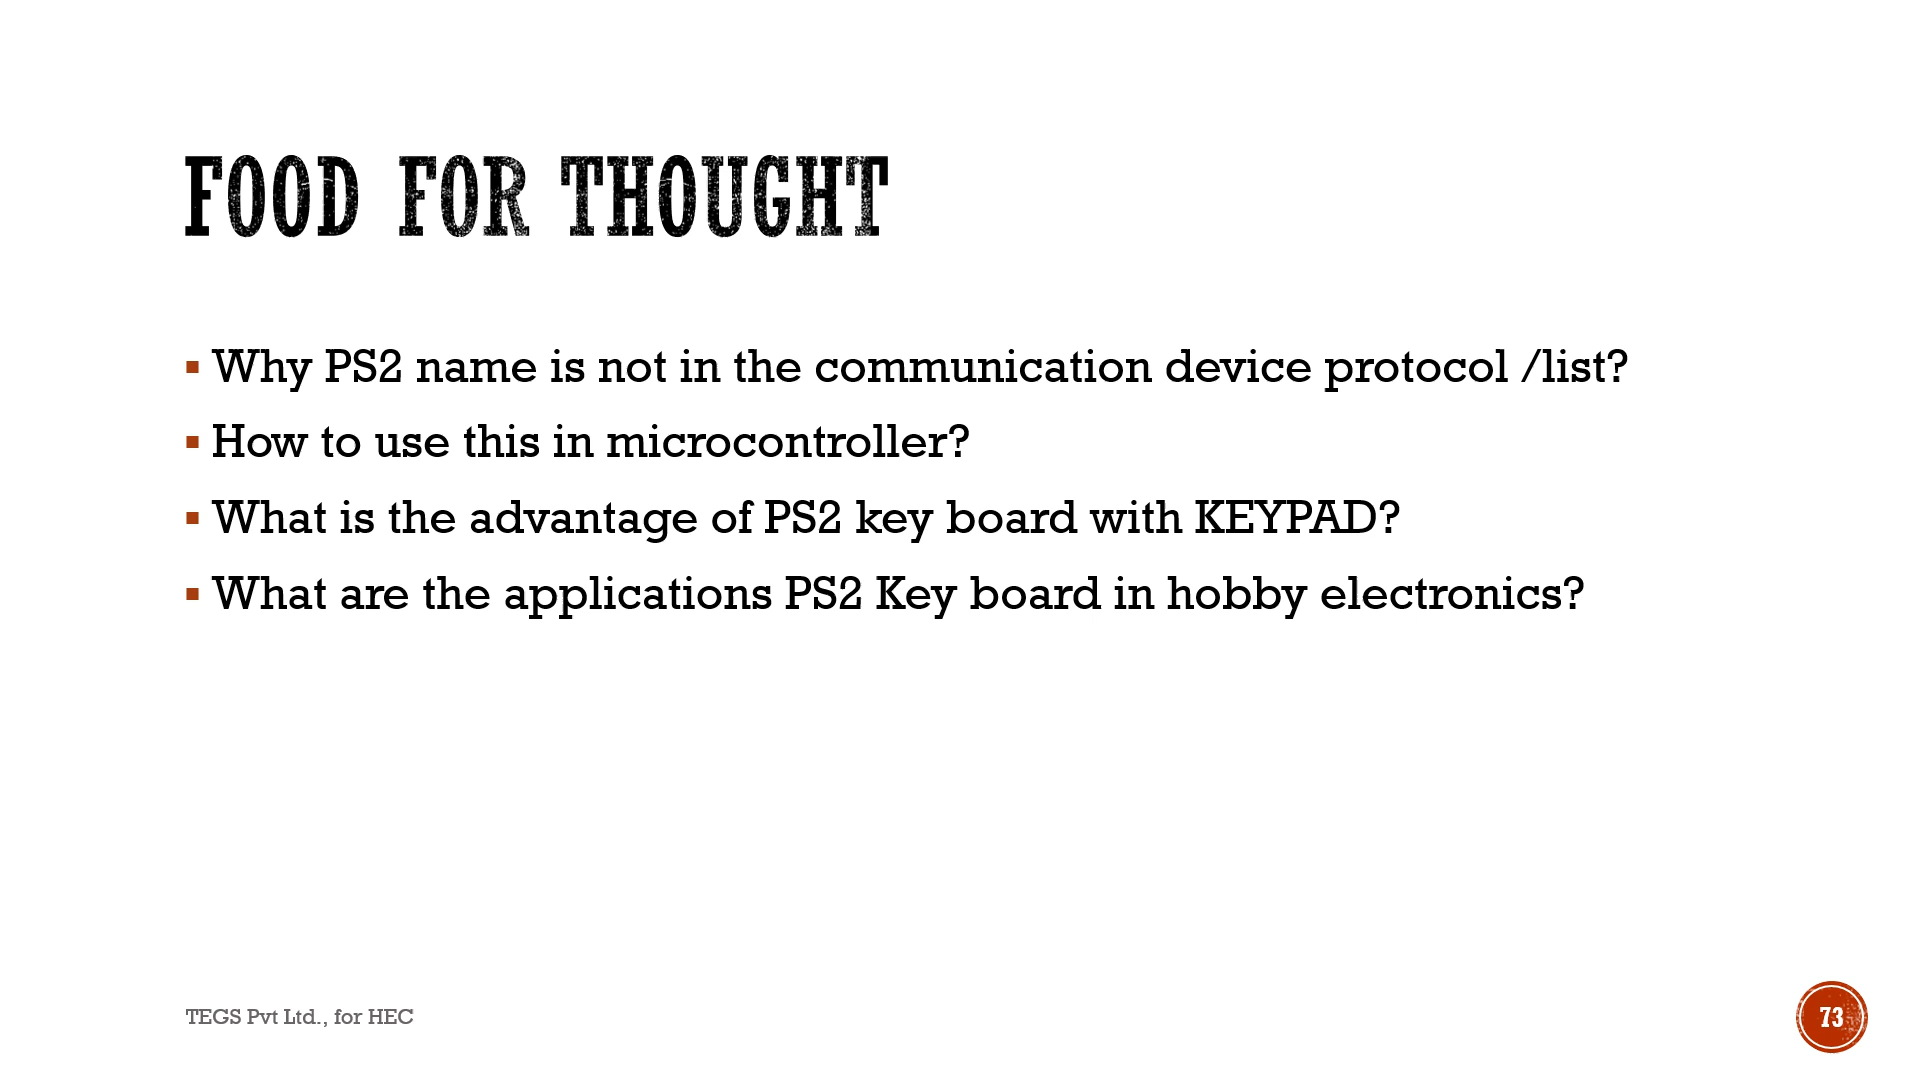 FOOD FOR THOUGHT
▪ Why PS2 name is not in the communication device protocol /list?
▪ How to use this in microcontroller?
▪ What is the advantage of PS2 key board with KEYPAD?
▪ What are the applications PS2 Key board in hobby electronics?
TEGS Pvt Ltd., for HEC
73